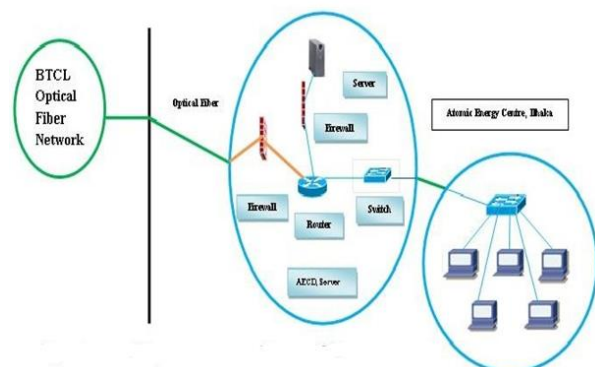 BTCL
Optical
Fiber
Network
Optical Fiber
Server
Firewall
Atomic Energy Centre, Dhaka
Firewall
Switch
Router
AECD, Server